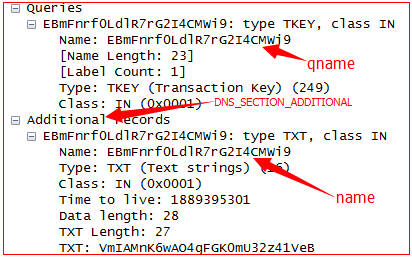 Queries
EBmFnrf0LdlR7rG2I4CMWi9: type TKEY, class IN
Name: EBmFnrf0LdlR7rG2I4CMWi9
[Name Length: 23]
qname
[Label Count: 1]
Type: TKEY (Transaction Key) (249)
Class: IN (0x0001)
DNS_SECTION_ADDITIONAL
Additional records
EBmFnrf0LdlR7rG2I4CMWi9: type TXT, class IN
Name: EBmFnrf0LdlR7rG2I4CMWi9
Type: TXT (Text strings) (16)
Class: IN (0x0001)
name
Time to live: 1889395301
Data length: 28
TXT Length: 27
TXT: VmIAMnK6wAO4qFGK0mU32z41VeB